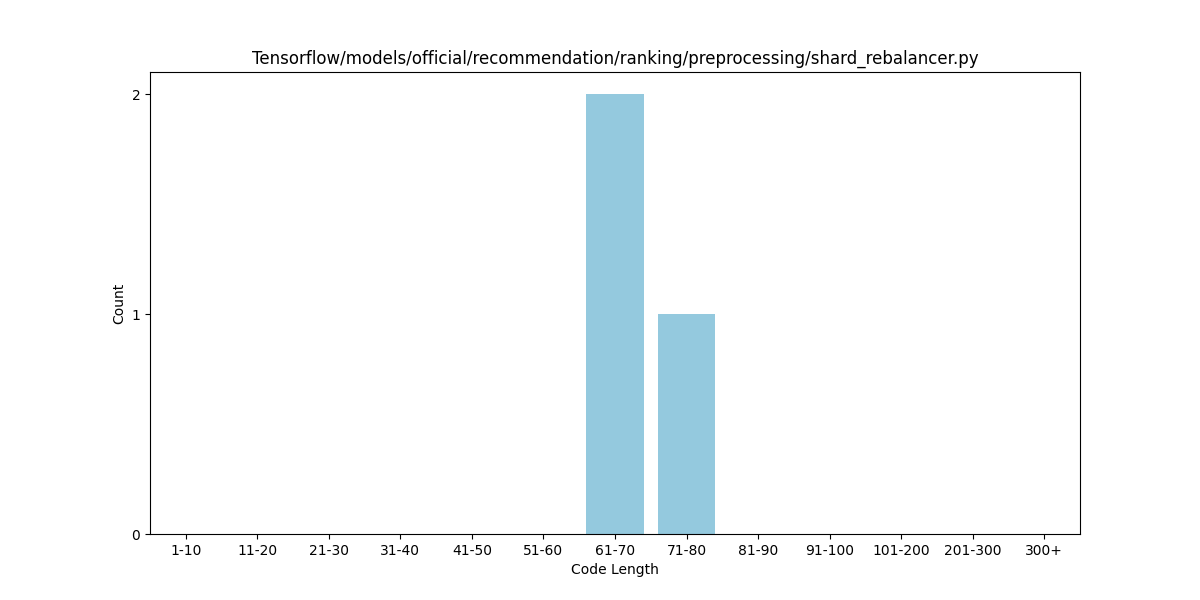 Tensorflow/models/official/recommendation/ranking/preprocessing/shard_rebalancer.py
2
1
0
Count
1-10 11-20 21-30 31-40 41-50 51-60 61-70 71-80 81-90 91-100 101-200 201-300 300+
Code Length